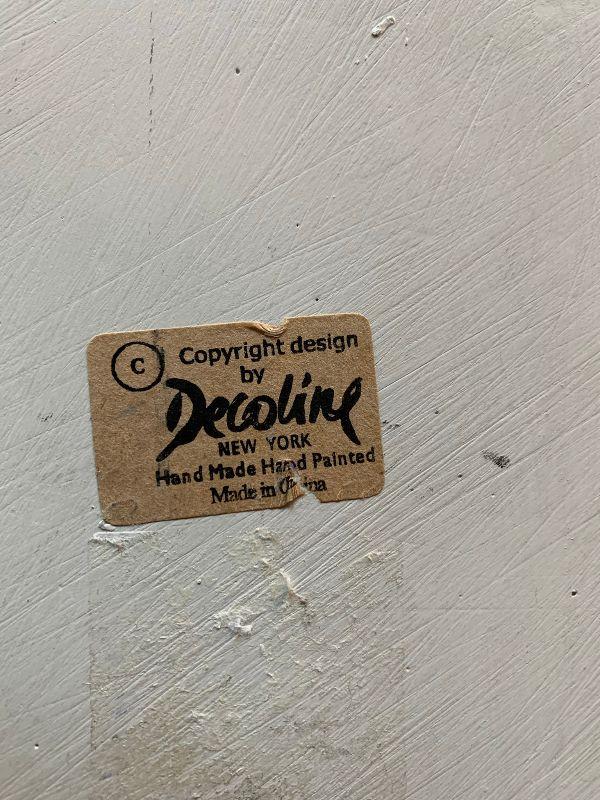 C Copyright design
by
Decoline
NEW YORK
Hand Made Hand Painted
Made in China